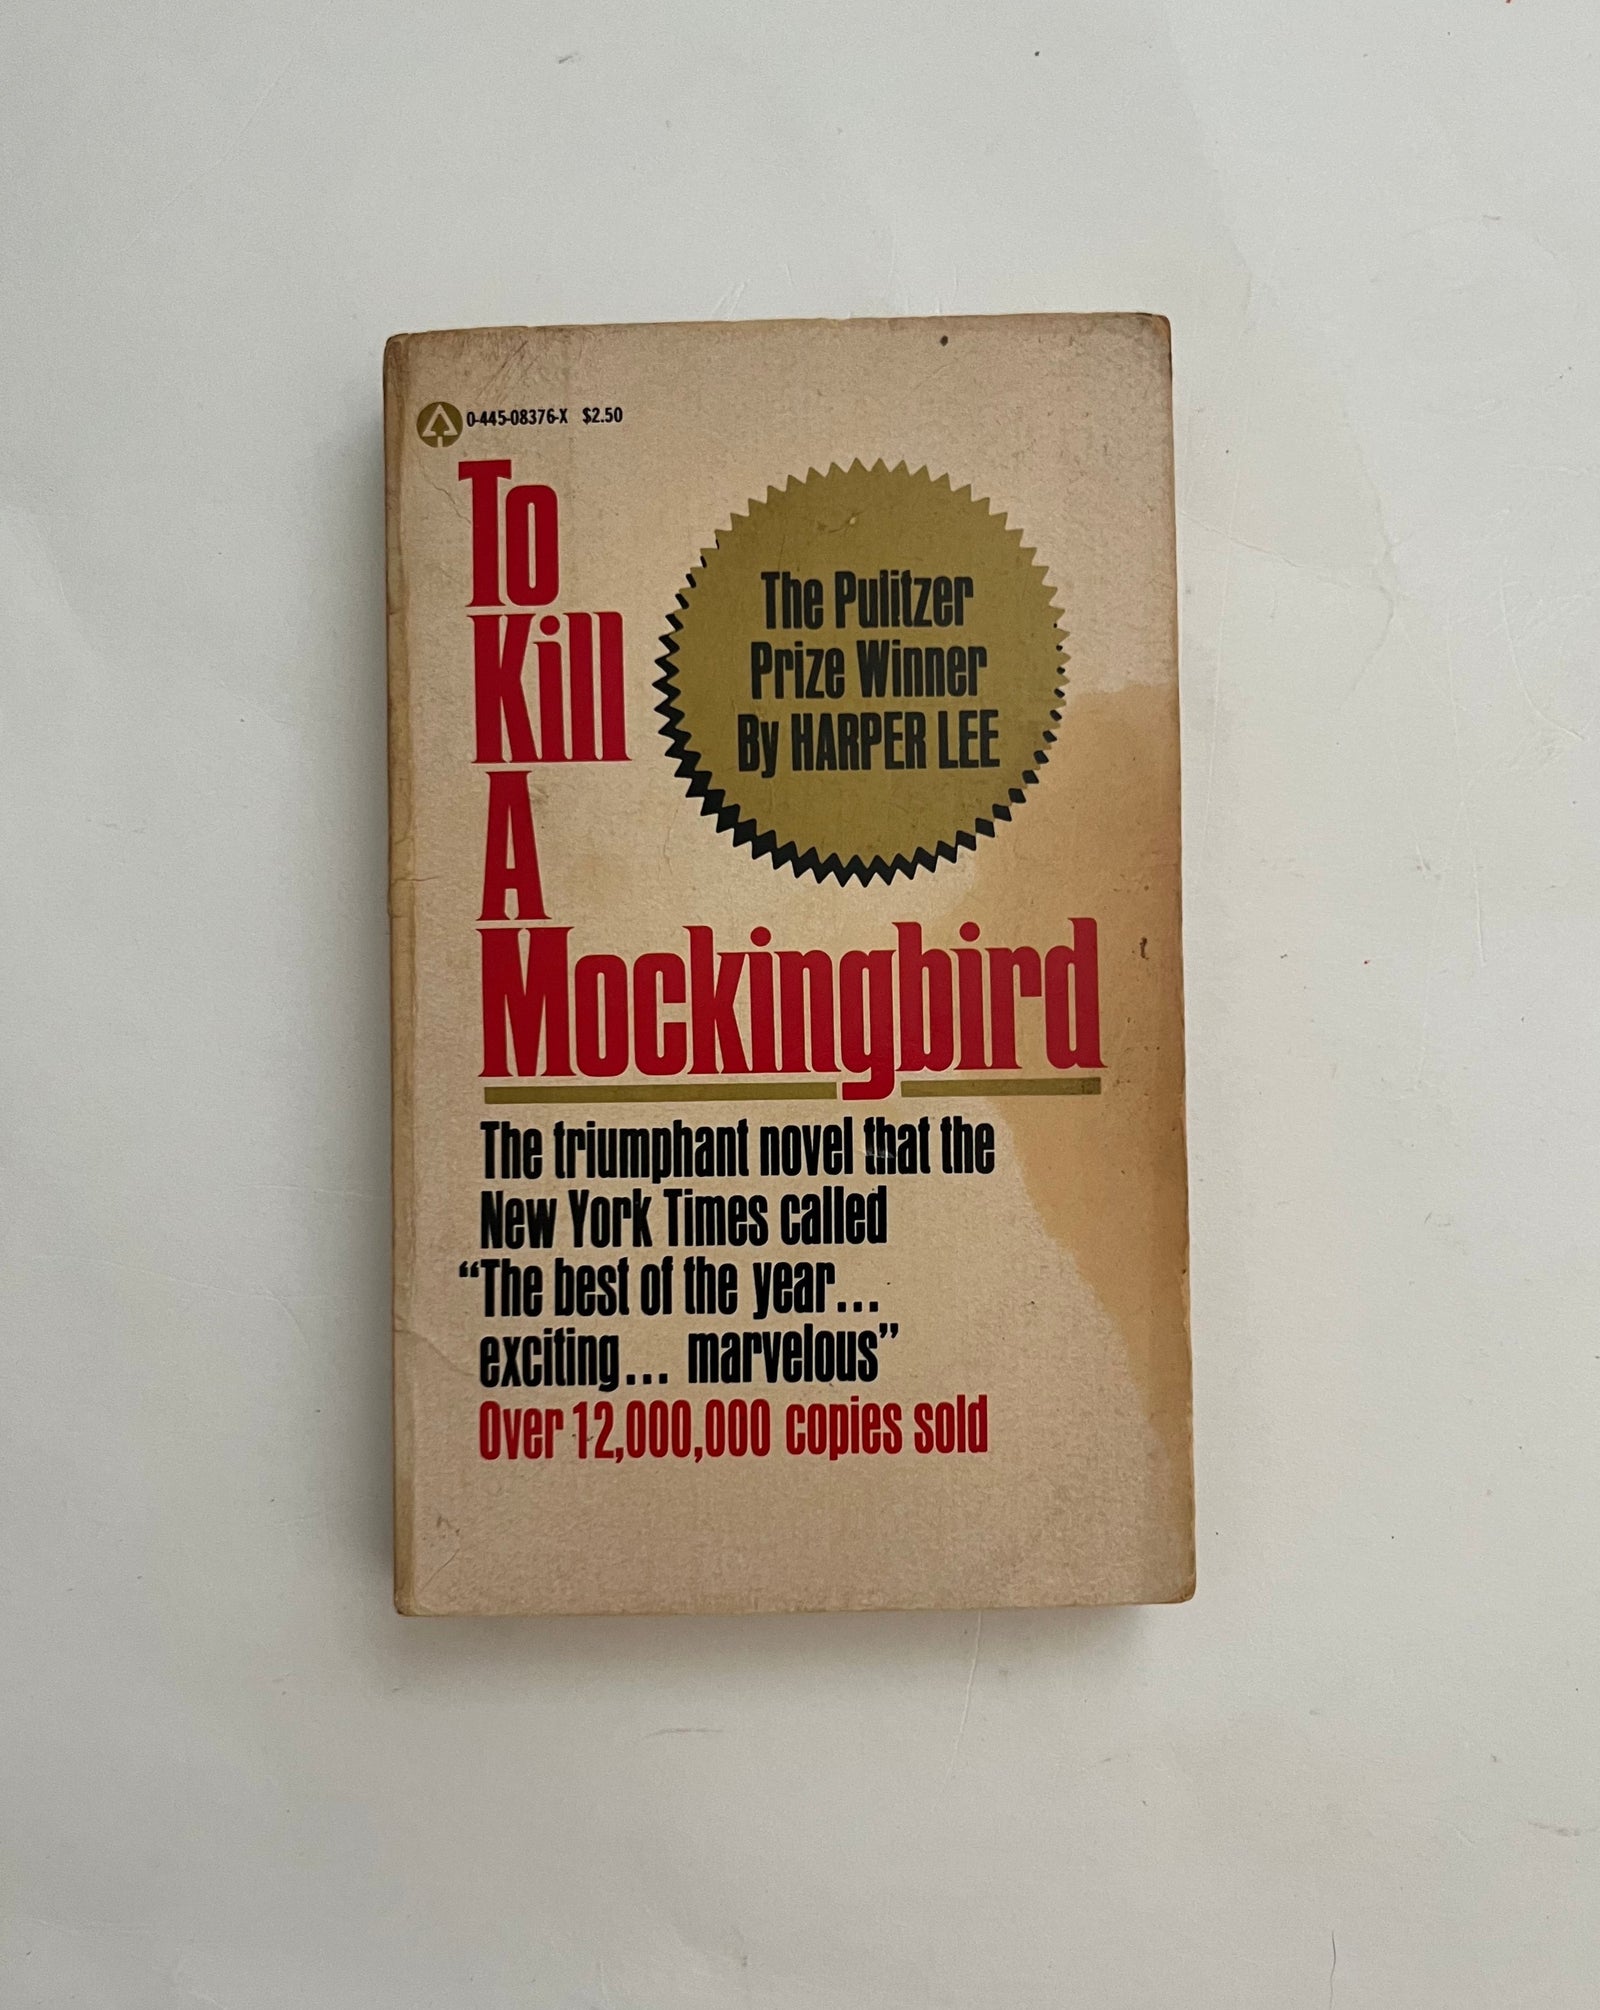 0-445-08376-X $2.50
To
Kill
A
Mockingbird
The Pulitzer
Prize Winner
By HARPER LEE
The triumphant novel that the
New York Times called
“The best of the year...
exciting... marvelous”
Over 12,000,000 copies sold